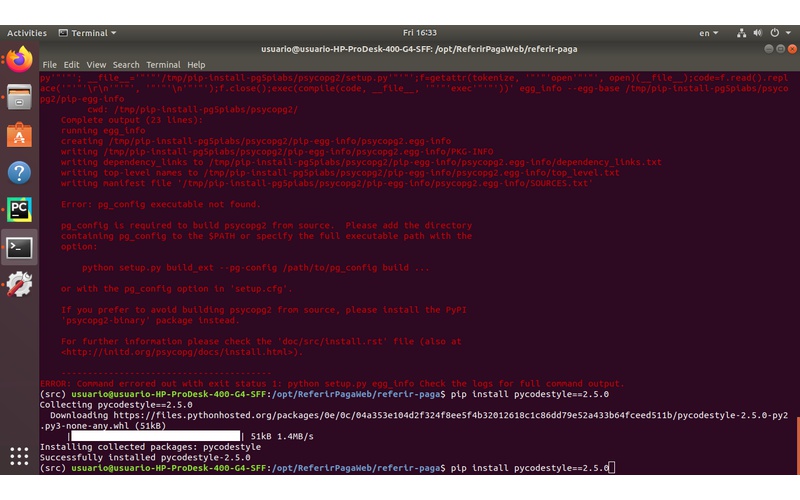 Activities Terminal Fri 16:33 en
usuario@usuario-HP-ProDesk-400-G4-SFF: /opt/ReferirPagaWeb/referir-paga
File Edit View Search Terminal Help
py'"'"'; __file__='"'"'/tmp/pip-install-pg5piabs/psycopg2/setup.py'"'"';f=getattr(tokenize, '"'"'open'"'"', open)(__file__);code=f.read().repl
ace('"'"'\r\n'"'"', '"'"'\n'"'"');f.close();exec(compile(code, __file__, '"'"'exec'"'"'))' egg_info --egg-base /tmp/pip-install-pg5piabs/psyco
pg2/pip-egg-info
cwd: /tmp/pip-install-pg5piabs/psycopg2/
Complete output (23 lines):
running egg_info
creating /tmp/pip-install-pg5piabs/psycopg2/pip-egg-info/psycopg2.egg-info
writing /tmp/pip-install-pg5piabs/psycopg2/pip-egg-info/psycopg2.egg-info/PKG-INFO
writing dependency_links to /tmp/pip-install-pg5piabs/psycopg2/pip-egg-info/psycopg2.egg-info/dependency_links.txt
writing top-level names to /tmp/pip-install-pg5piabs/psycopg2/pip-egg-info/psycopg2.egg-info/top_level.txt
writing manifest file '/tmp/pip-install-pg5piabs/psycopg2/pip-egg-info/psycopg2.egg-info/SOURCES.txt'
Error: pg_config executable not found.
pg_config is required to build psycopg2 from source.  Please add the directory
containing pg_config to the $PATH or specify the full executable path with the
option:
python setup.py build_ext --pg-config /path/to/pg_config build ...
or with the pg_config option in 'setup.cfg'.
If you prefer to avoid building psycopg2 from source, please install the PyPI
'psycopg2-binary' package instead.
For further information please check the 'doc/src/install.rst' file (also at
<http://initd.org/psycopg/docs/install.html>).
----------------------------------------
ERROR: Command errored out with exit status 1: python setup.py egg_info Check the logs for full command output.
(src) usuario@usuario-HP-ProDesk-400-G4-SFF:/opt/ReferirPagaWeb/referir-paga$ pip install pycodestyle==2.5.0
Collecting pycodestyle==2.5.0
Downloading https://files.pythonhosted.org/packages/0e/0c/04a353e104d2f324f8ee5f4b32012618c1c86dd79e52a433b64fceed511b/pycodestyle-2.5.0-py2
.py3-none-any.whl (51kB)
| | 51kB 1.4MB/s
Installing collected packages: pycodestyle
Successfully installed pycodestyle-2.5.0
(src) usuario@usuario-HP-ProDesk-400-G4-SFF:/opt/ReferirPagaWeb/referir-paga$ pip install pycodestyle==2.5.0